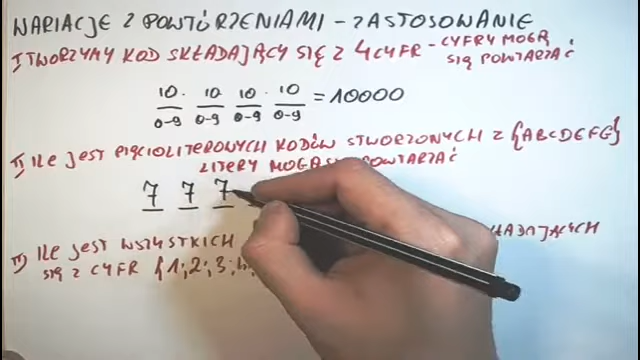 WARIACJE Z POWTÓRZENIAMI - ZASTOSOWANIE
I TWORZYMY KOD SKŁADAJĄCY SIĘ Z 4 CYFR - CYFRY MOGĄ
SIĘ POWTARZAĆ
10 · 10 · 10 · 10 = 10000
0-9 0-9 0-9 0-9
II ILE JEST PIĘCIOLITEROWYCH KODÓW STWORZONYCH Z {ABCDEFG}
LITERY MOGĄ POWTARZAĆ
7 7 7
III ILE JEST WSZYSTKICH
SIĘ Z CYFR {1;2;3;